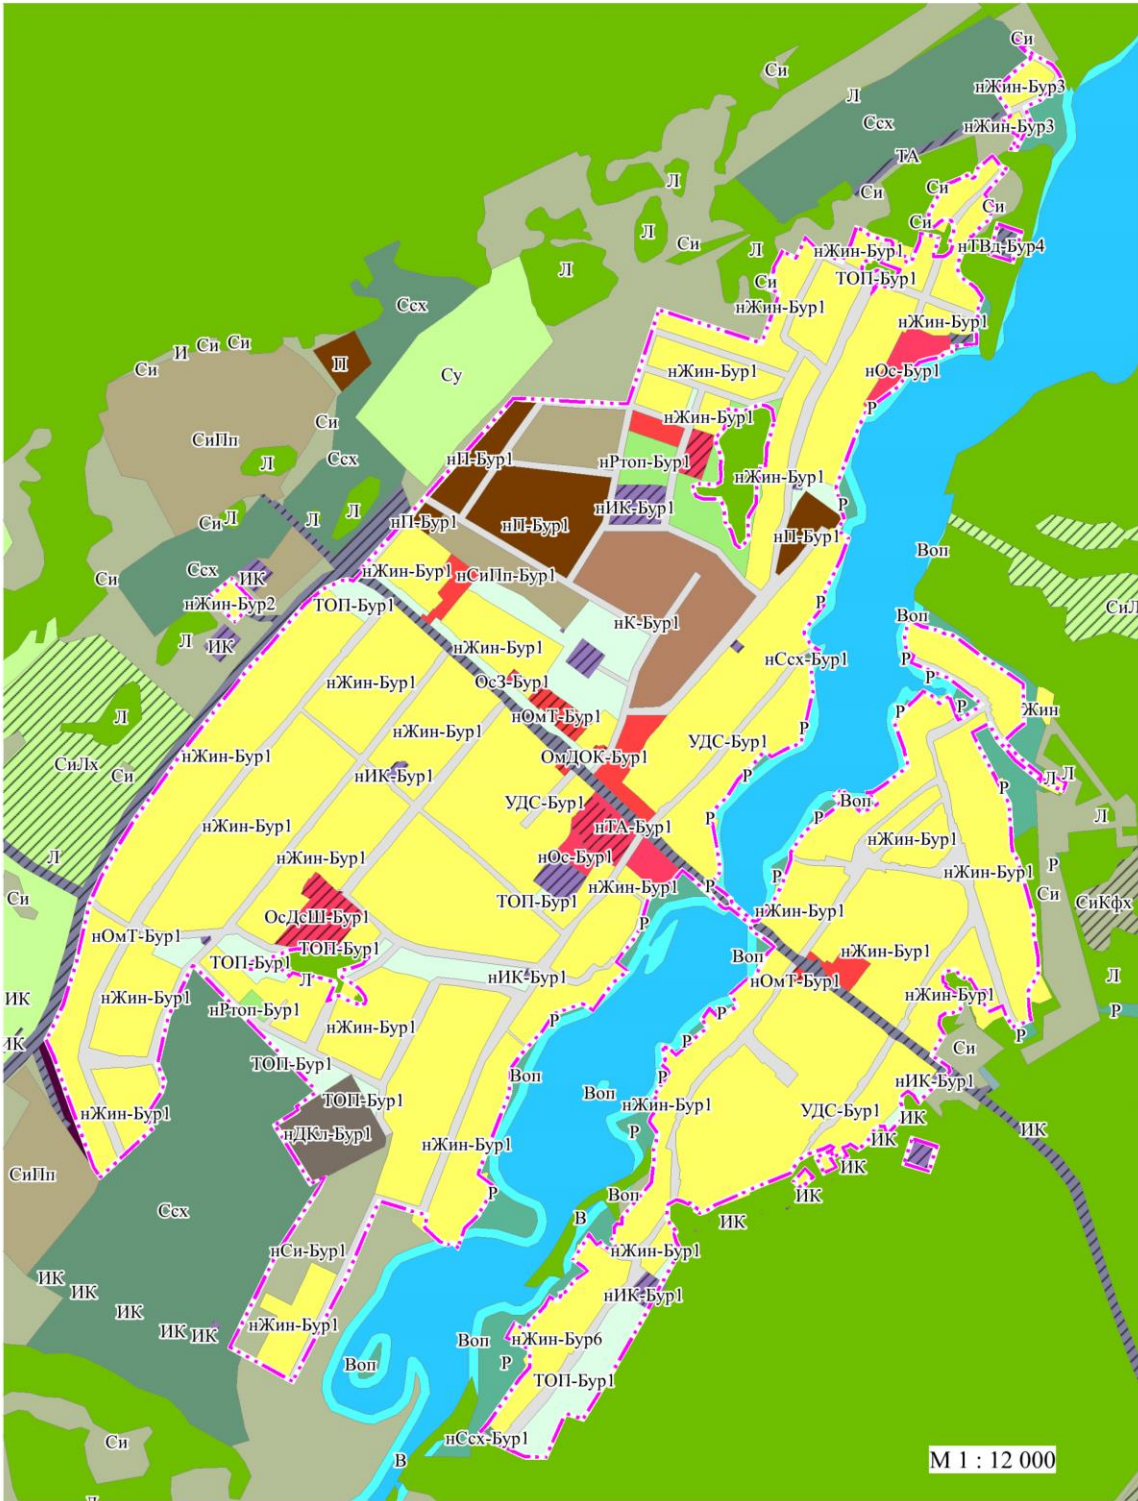 Си
нЖин-Бур3
Си
Л
Ссх
нЖин-Бур3
ТА
Л
Си
Си
Си
Си
Л
Си
Л
нЖин-Бур1
нТВд-Бур4
Л
ТОП-Бур1
Си
Ссх
нЖин-Бур1
нЖин-Бур1
Си
И
Си
Си
Си
П
Су
нЖин-Бур1
нОс-Бур1
Р
Си
нЖин-Бур1
СиПп
Ссх
нП-Бур1
нРтоп-Бур1
Л
нЖин-Бур1
нИК-Бур1
Р
Си
Л
Л
Л
нП-Бур1
нП-Бур1
нП-Бур1
Воп
Ссх
ИК
Си
нЖин-Бур1
нСиПп-Бур1
СиЛ
нЖин-Бур2
ТОП-Бур1
Р
Воп
нК-Бур1
Л
ИК
нЖин-Бур1
нСсх-Бур1
Р
нЖин-Бур1
Р
ОсЗ-Бур1
Р
Жин
Л
нОмТ-Бур1
Р
нЖин-Бур1
Р
УДС-Бур1
нЖин-Бур1
СиЛх
ОмДОК-Бур1
Си
нИК-Бур1
Л
Л
УДС-Бур1
Воп
Р
Р
Л
нЖин-Бур1
нТА-Бур1
нЖин-Бур1
Л
нЖин-Бур1
нОс-Бур1
Р
нЖин-Бур1
Р
Си
Р
нЖин-Бур1
Си
ТОП-Бур1
СиКфх
ОсДсШ-Бур1
нЖин-Бур1
Р
нОмТ-Бур1
ТОП-Бур1
нЖин-Бур1
ТОП-Бур1
Воп
Л
нИК-Бур1
нОмТ-Бур1
Л
ИК
нЖин-Бур1
нЖин-Бур1
нРтоп-Бур1
Р
Р
Р
нЖин-Бур1
Р
ИК
Р
Си
ТОП-Бур1
Воп
Р
нИК-Бур1
Воп
ТОП-Бур1
нЖин-Бур1
УДС-Бур1
нЖин-Бур1
ИК
нДКл-Бур1
Р
ИК
ИК
нЖин-Бур1
СиПп
ИК
Р
Воп
ИК
Ссх
В
ИК
нСи-Бур1
нЖин-Бур1
ИК
ИК
нИК-Бур1
ИК
нЖин-Бур1
ИК
ИК
Воп
нЖин-Бур6
Воп
Р
ТОП-Бур1
нСсх-Бур1
Си
В
М 1 : 12 000